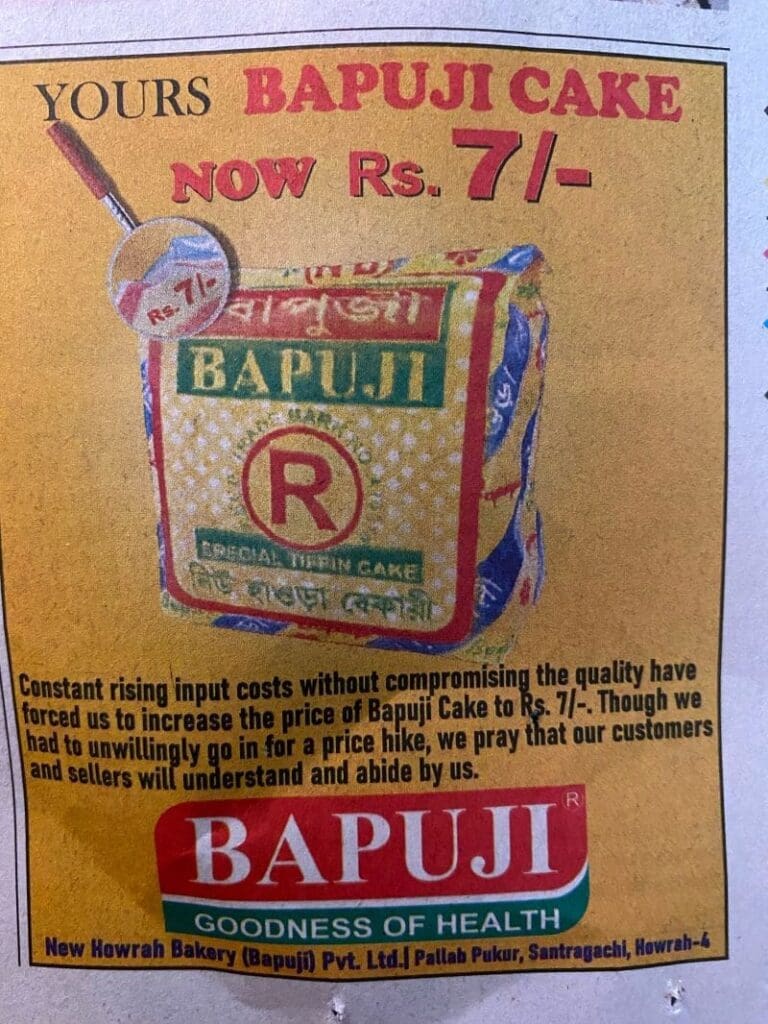 YOURS BAPUJI CAKE
NOW Rs. 7/-
Rs. 7/-
বাপুজী
BAPUJI
R
SPECIAL TIFFIN CAKE
নিউ হাওড়া বেকারী
Constant rising input costs without compromising the quality have
forced us to increase the price of Bapuji Cake to Rs. 7/-. Though we
had to unwillingly go in for a price hike, we pray that our customers
and sellers will understand and abide by us.
BAPUJI®
GOODNESS OF HEALTH
New Howrah Bakery (Bapuji) Pvt. Ltd.| Pallab Pukur, Santragachi, Howrah-4